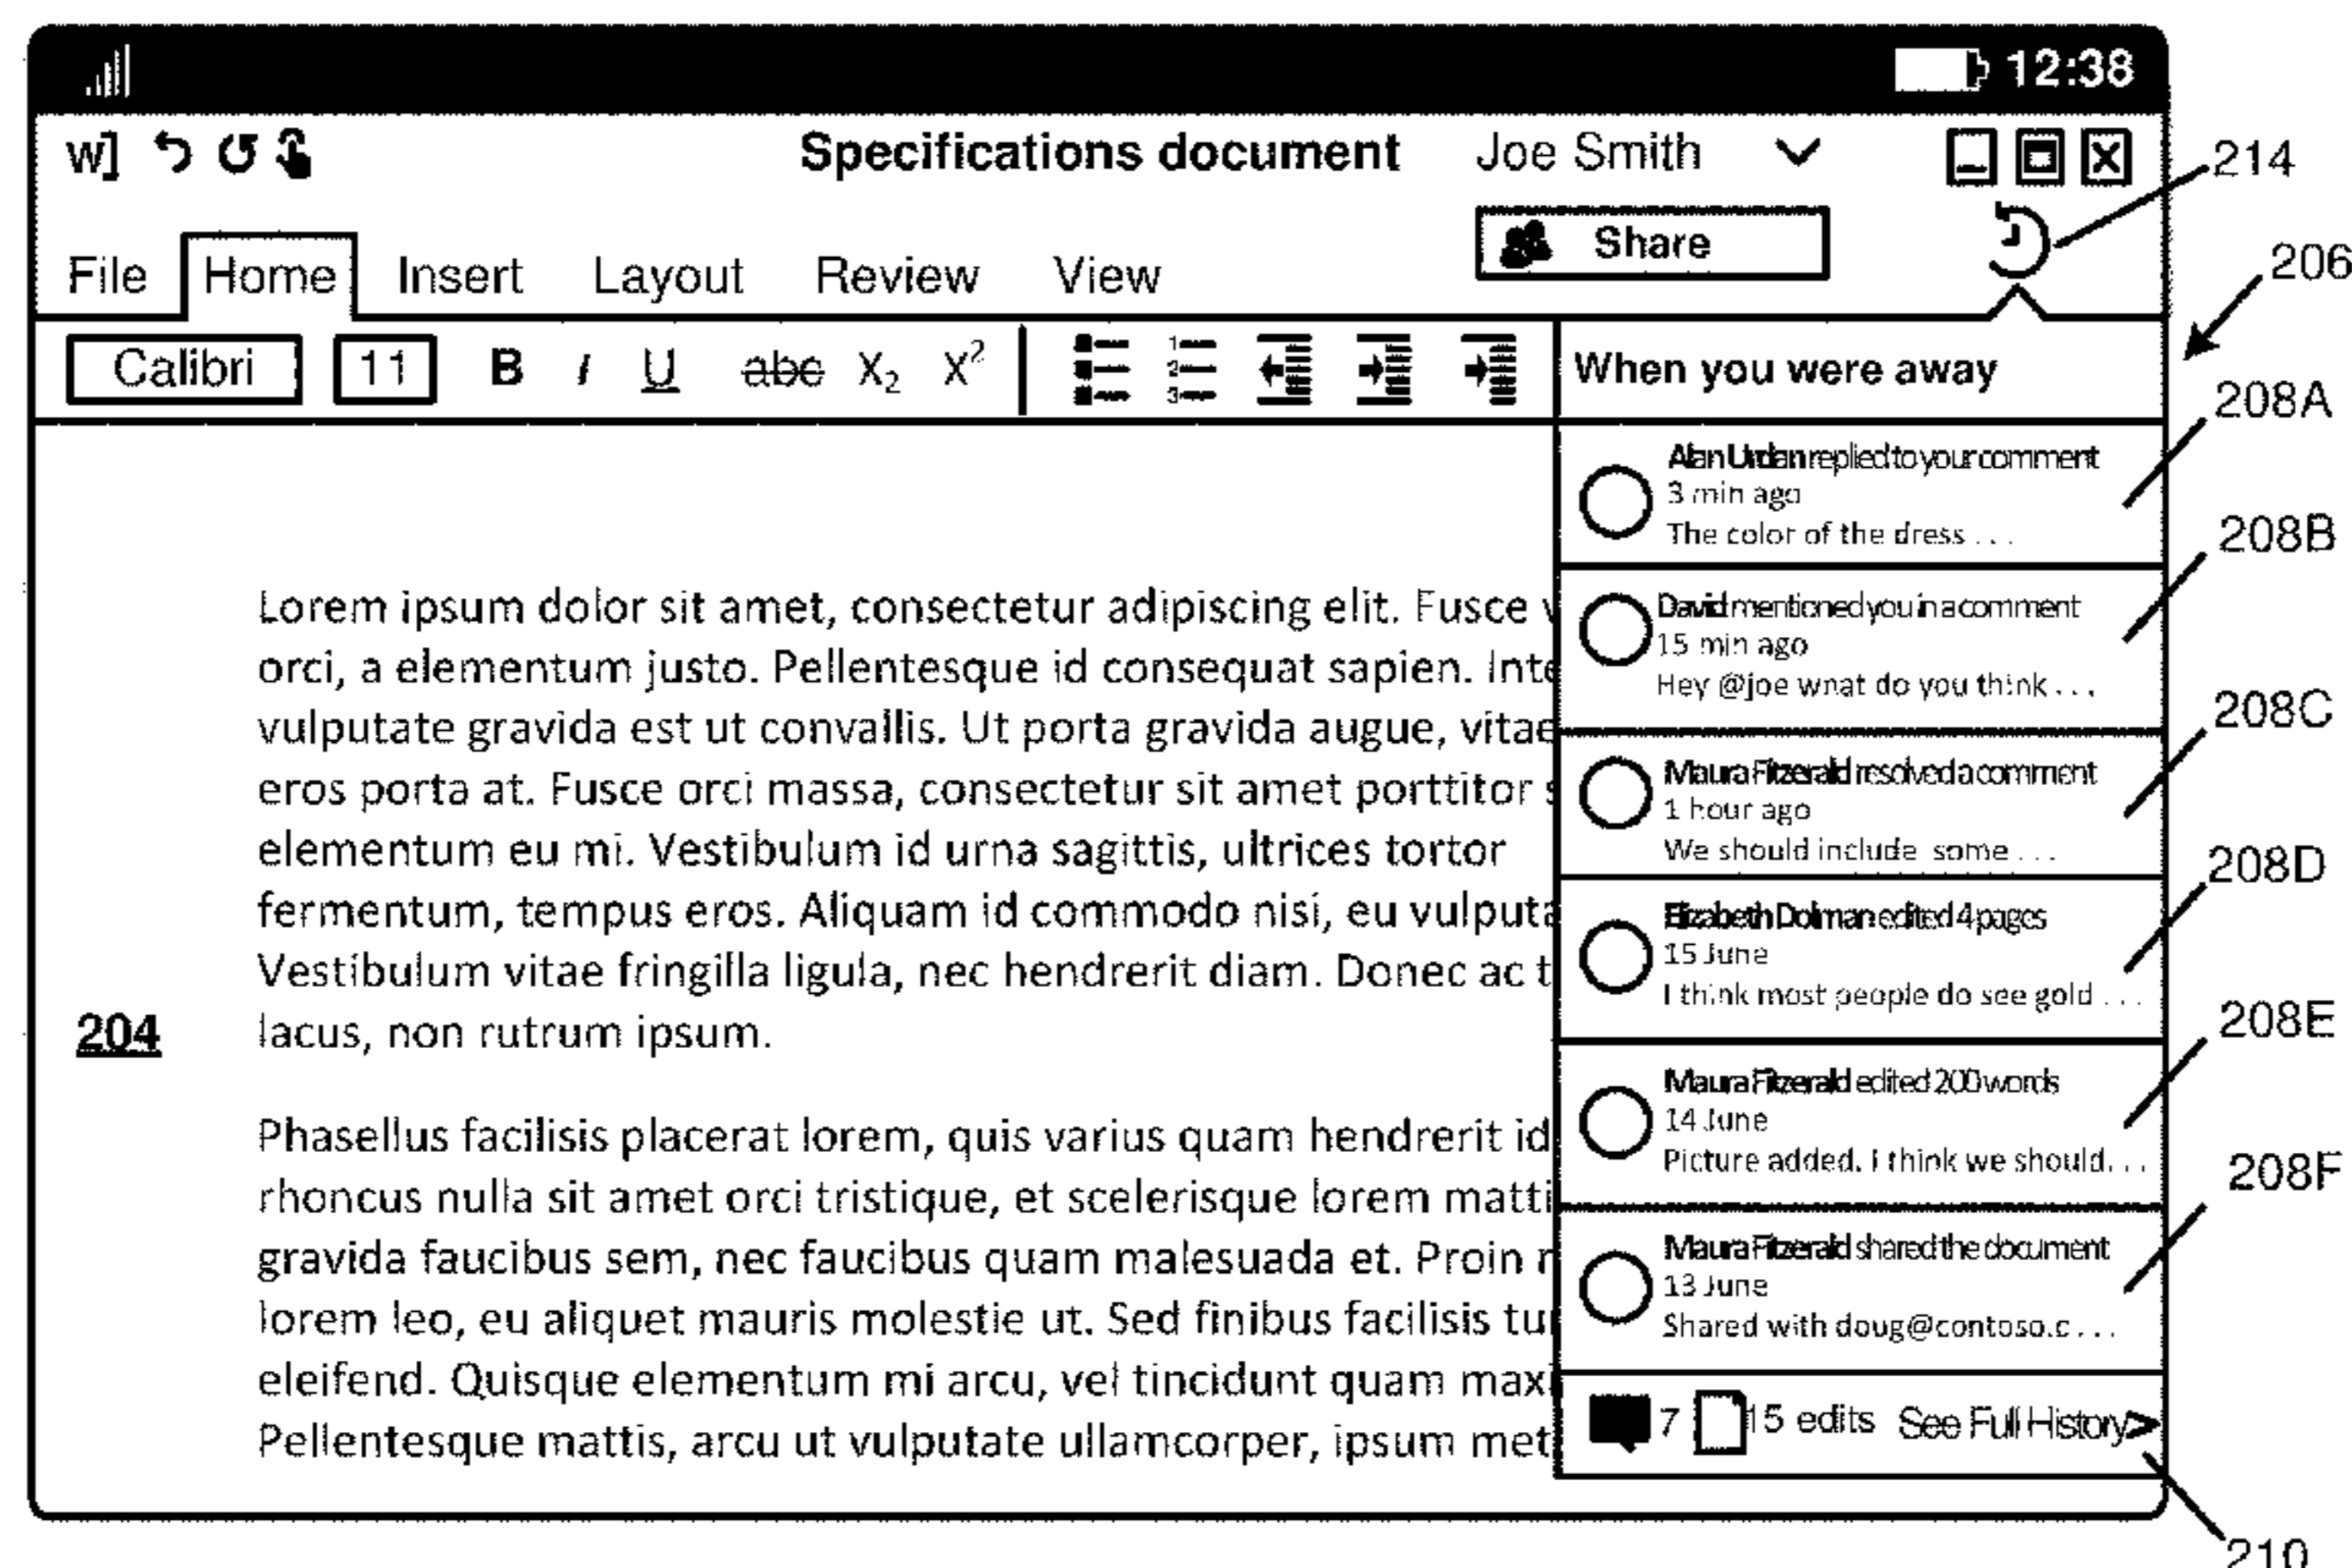 12:38
w] Specifications document Joe Smith
214
Share
206
File Home Insert Layout Review View
Calibri 11 B I U abc X₂ X²
1
2
3
When you were away
208A
Alan Urdan replied to your comment
3 min ago
The color of the dress . . .
208B
David mentioned you in a comment
15 min ago
Hey @joe what do you think . . .
208C
Maura Fitzerald resolved a comment
1 hour ago
We should include some . . .
208D
Elizabeth Dolman edited 4 pages
15 June
I think most people do see gold . . .
208E
Maura Fitzerald edited 200 words
14 June
Picture added. I think we should. . .
208F
Maura Fitzerald shared the document
13 June
Shared with doug@contoso.c . . .
7 15 edits See Full History>
210
Lorem ipsum dolor sit amet, consectetur adipiscing elit. Fusce v
orci, a elementum justo. Pellentesque id consequat sapien. Inte
vulputate gravida est ut convallis. Ut porta gravida augue, vitae
eros porta at. Fusce orci massa, consectetur sit amet porttitor s
elementum eu mi. Vestibulum id urna sagittis, ultrices tortor
fermentum, tempus eros. Aliquam id commodo nisi, eu vulputa
Vestibulum vitae fringilla ligula, nec hendrerit diam. Donec ac t
204
lacus, non rutrum ipsum.
Phasellus facilisis placerat lorem, quis varius quam hendrerit id
rhoncus nulla sit amet orci tristique, et scelerisque lorem matti
gravida faucibus sem, nec faucibus quam malesuada et. Proin r
lorem leo, eu aliquet mauris molestie ut. Sed finibus facilisis tu
eleifend. Quisque elementum mi arcu, vel tincidunt quam max
Pellentesque mattis, arcu ut vulputate ullamcorper, ipsum met